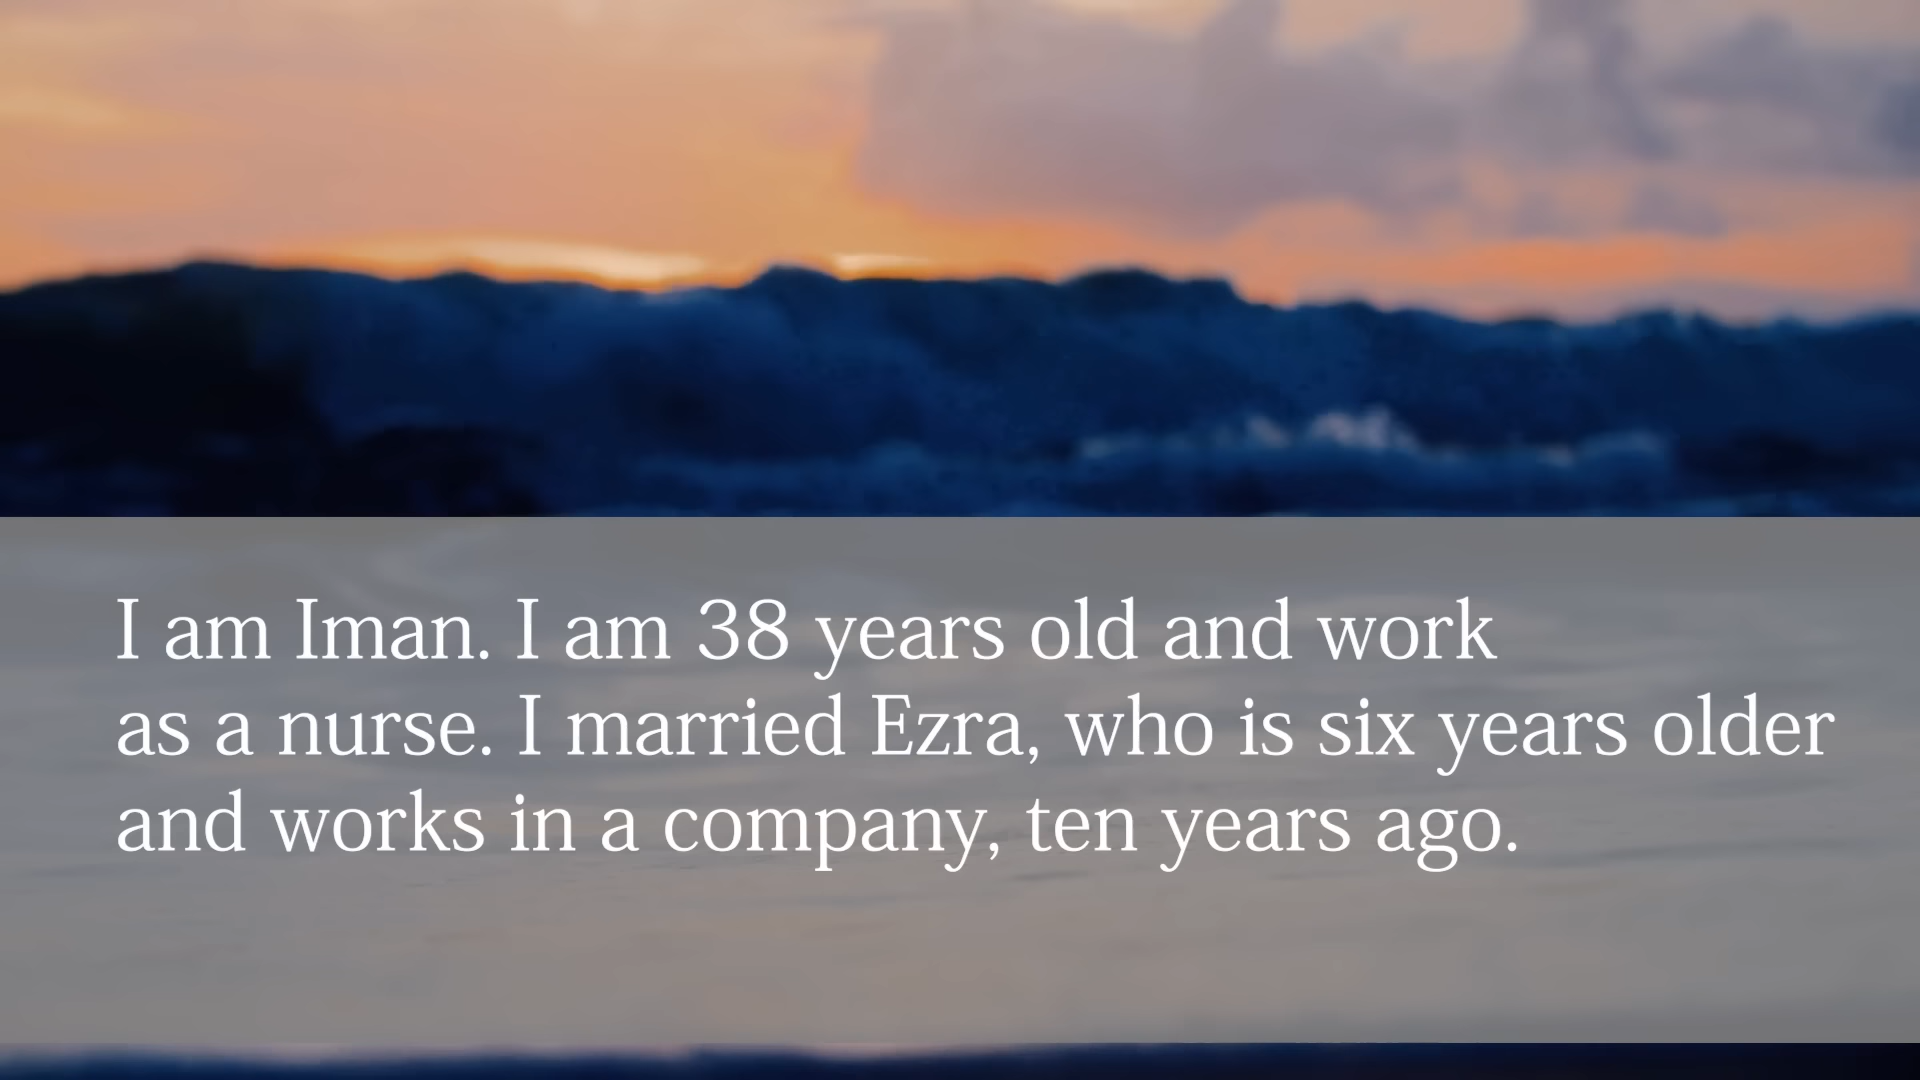 I am Iman. I am 38 years old and work
as a nurse. I married Ezra, who is six years older
and works in a company, ten years ago.